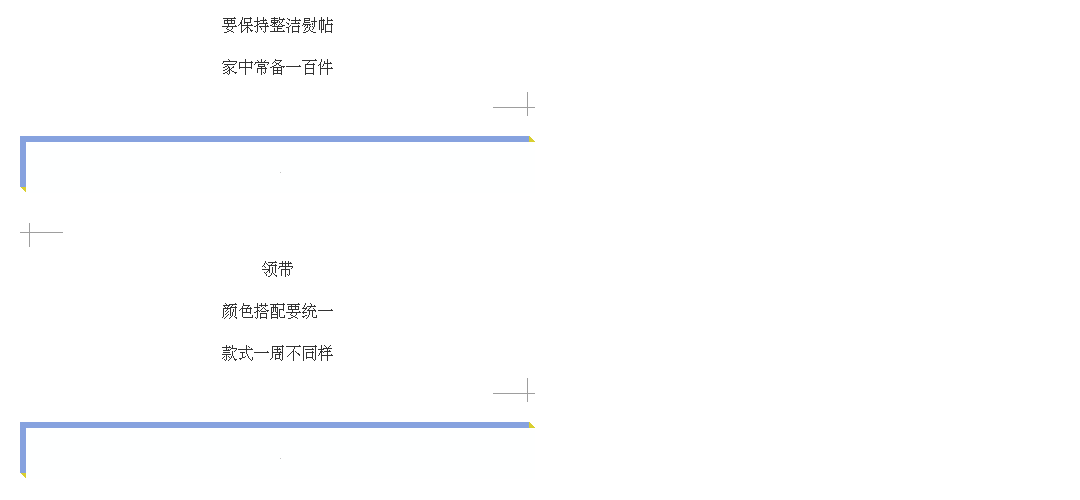 要保持整洁熨帖
家中常备一百件
领带
颜色搭配要统一
款式一周不同样